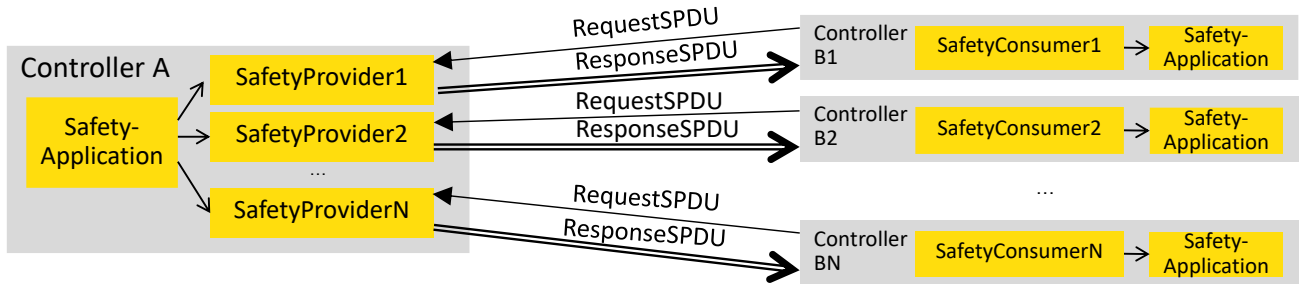 Controller A
Safety-
Application
SafetyProvider1
SafetyProvider2
...
SafetyProviderN
RequestSPDU
ResponseSPDU
RequestSPDU
ResponseSPDU
RequestSPDU
ResponseSPDU
Controller
B1
SafetyConsumer1
Safety-
Application
Controller
B2
SafetyConsumer2
Safety-
Application
...
Controller
BN
SafetyConsumerN
Safety-
Application